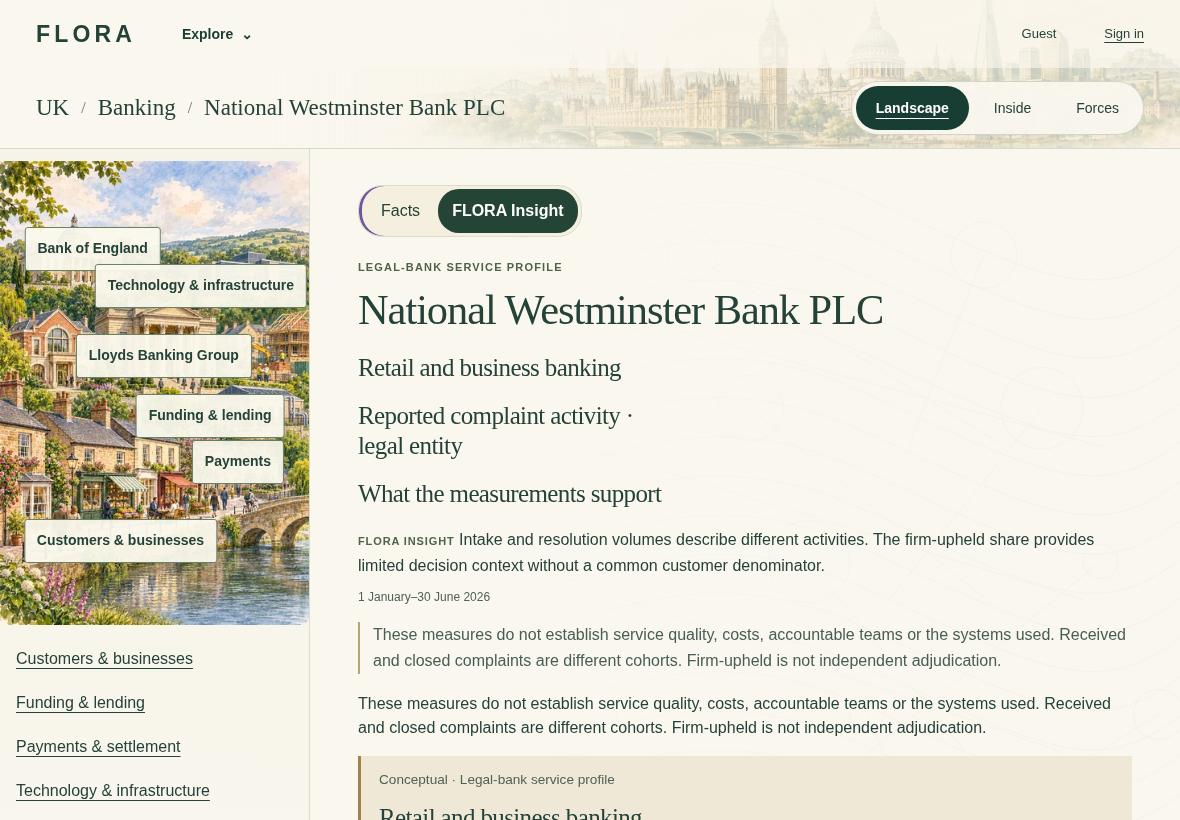 FLORA
Explore
Guest
Sign in
UK / Banking / National Westminster Bank PLC
Landscape
Inside
Forces
Bank of England
Technology & infrastructure
Lloyds Banking Group
Funding & lending
Payments
Customers & businesses
Customers & businesses
Funding & lending
Payments & settlement
Technology & infrastructure
Facts
FLORA Insight
LEGAL-BANK SERVICE PROFILE
National Westminster Bank PLC
Retail and business banking
Reported complaint activity ·
legal entity
What the measurements support
FLORA INSIGHT Intake and resolution volumes describe different activities. The firm-upheld share provides
limited decision context without a common customer denominator.
1 January–30 June 2026
These measures do not establish service quality, costs, accountable teams or the systems used. Received
and closed complaints are different cohorts. Firm-upheld is not independent adjudication.
These measures do not establish service quality, costs, accountable teams or the systems used. Received
and closed complaints are different cohorts. Firm-upheld is not independent adjudication.
Conceptual · Legal-bank service profile
Retail and business banking